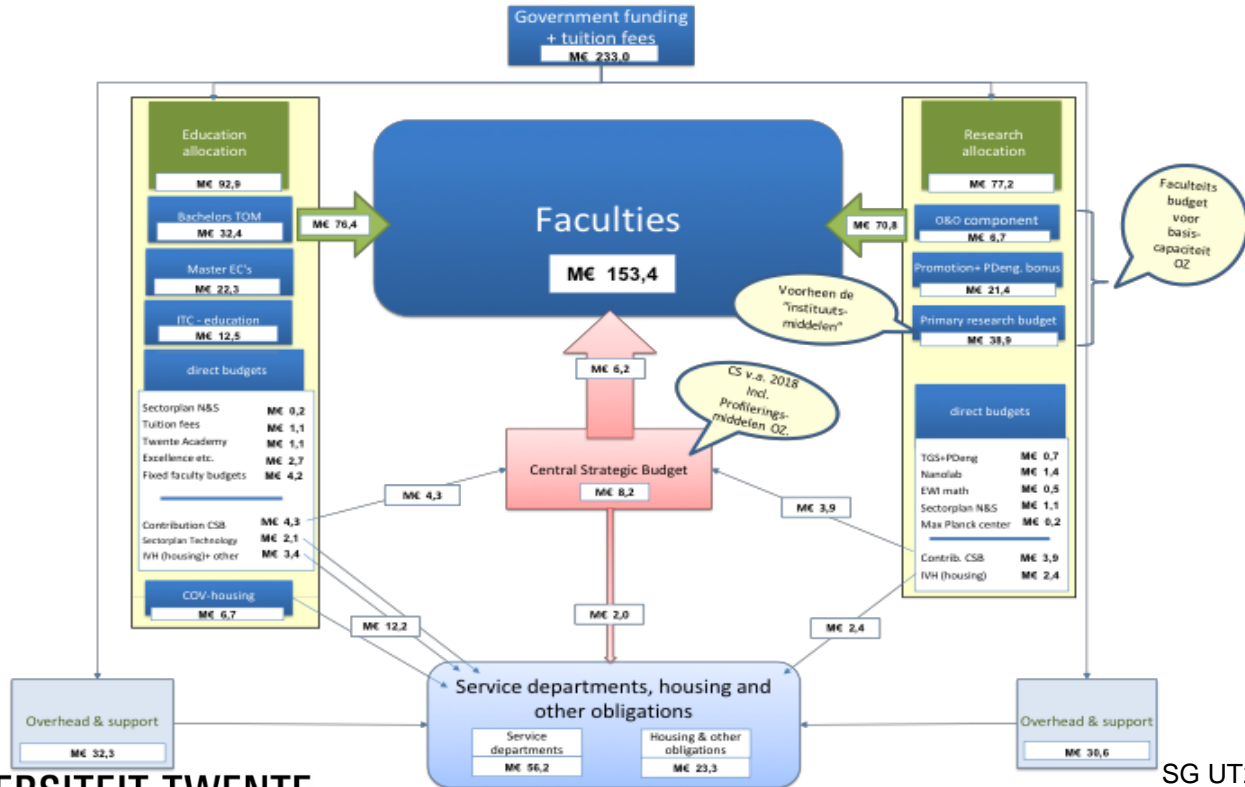 Government funding
+ tuition fees
M€ 233,0
Education
allocation
M€ 92,9
Bachelors TOM
M€ 32,4
Master EC's
M€ 22,3
ITC - education
M€ 12,5
direct budgets
Sectorplan N&S M€ 0,2
Tuition fees M€ 1,1
Twente Academy M€ 1,1
Excellence etc. M€ 2,7
Fixed faculty budgets M€ 4,2
Contribution CSB M€ 4,3
Sectorplan Technology M€ 2,1
IVH (housing)+ other M€ 3,4
COV-housing
M€ 6,7
M€ 76,4
Faculties
M€ 153,4
M€ 70,8
Research
allocation
M€ 77,2
O&O component
M€ 6,7
Promotion+ PDeng. bonus
M€ 21,4
Primary research budget
M€ 38,9
direct budgets
TGS+PDeng M€ 0,7
Nanolab M€ 1,4
EWI math M€ 0,5
Sectorplan N&S M€ 1,1
Max Planck center M€ 0,2
Contrib. CSB M€ 3,9
IVH (housing) M€ 2,4
Faculteits
budget
voor
basis-
capaciteit
OZ
Voorheen de
"instituuts-
middelen"
M€ 6,2
CS v.a. 2018
Incl.
Profilerings-
middelen OZ.
Central Strategic Budget
M€ 8,2
M€ 4,3
M€ 3,9
M€ 12,2
M€ 2,0
M€ 2,4
Service departments, housing and
other obligations
Service
departments
M€ 56,2
Housing & other
obligations
M€ 23,3
Overhead & support
M€ 32,3
Overhead & support
M€ 30,6
SG UT